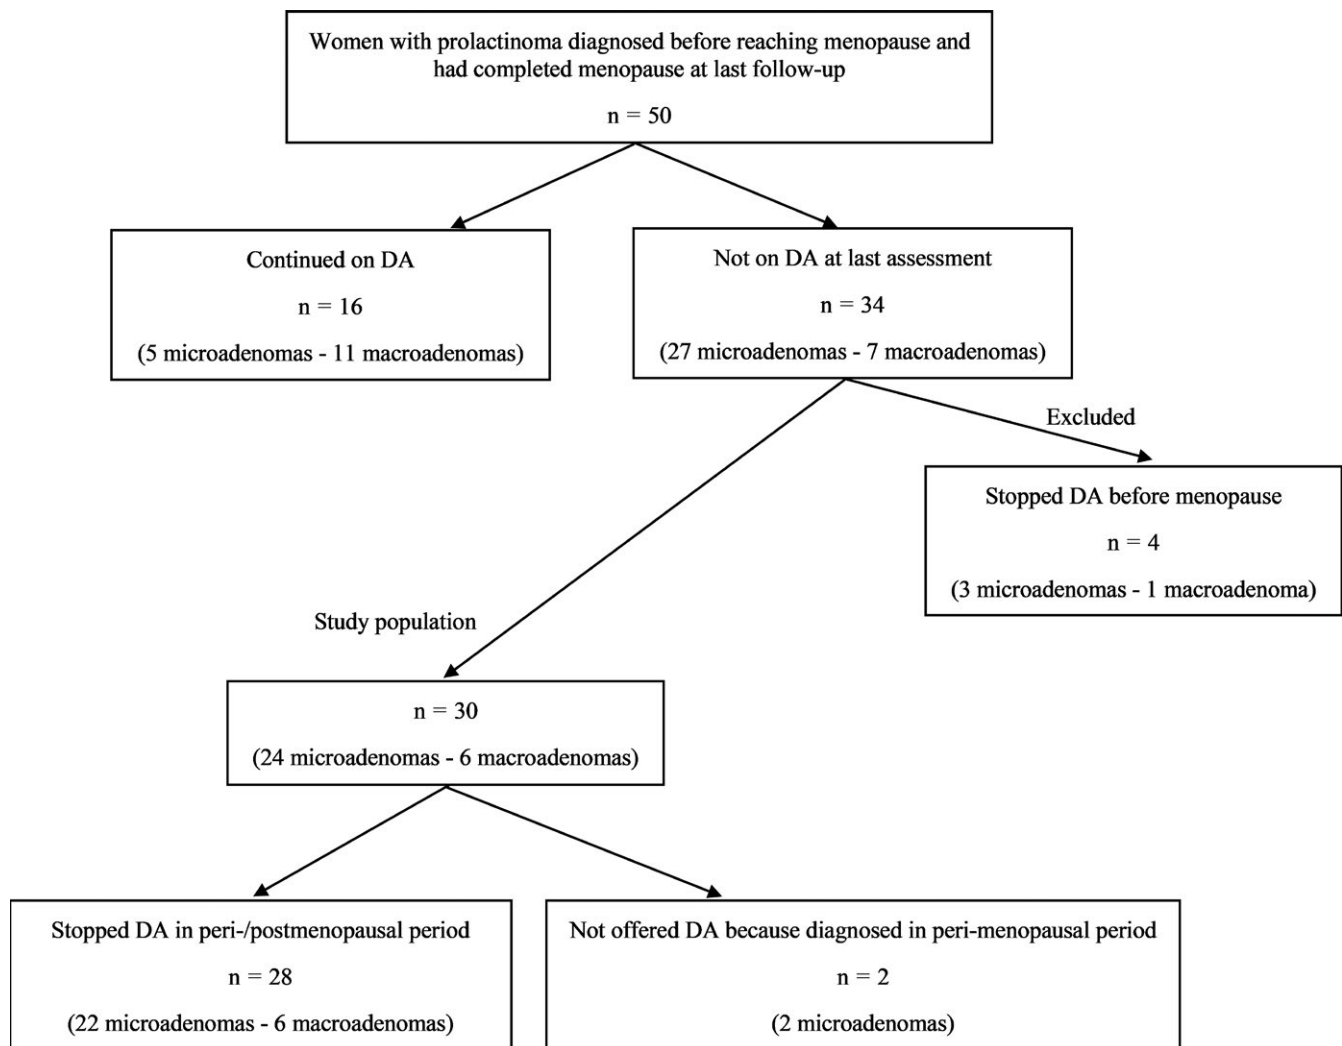 Women with prolactinoma diagnosed before reaching menopause and
had completed menopause at last follow-up
n = 50
Continued on DA
n = 16
(5 microadenomas - 11 macroadenomas)
Not on DA at last assessment
n = 34
(27 microadenomas - 7 macroadenomas)
Excluded
Stopped DA before menopause
n = 4
(3 microadenomas - 1 macroadenoma)
Study population
n = 30
(24 microadenomas - 6 macroadenomas)
Stopped DA in peri-/postmenopausal period
n = 28
(22 microadenomas - 6 macroadenomas)
Not offered DA because diagnosed in peri-menopausal period
n = 2
(2 microadenomas)